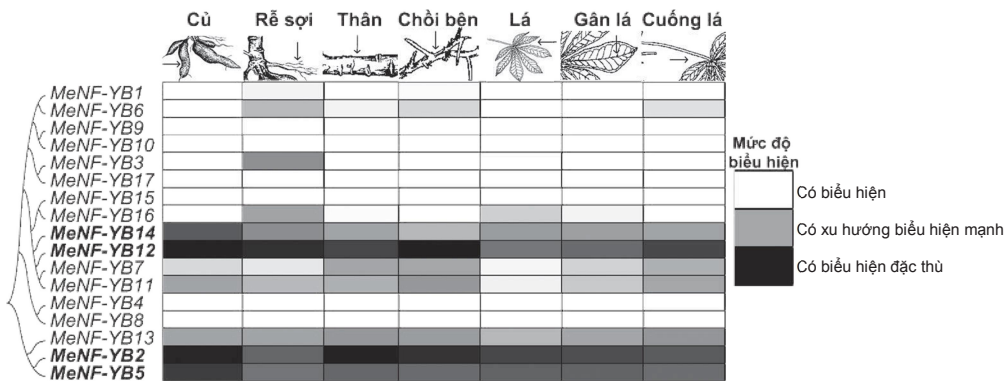 Củ Rễ sợi Thân Chồi bên Lá Gân lá Cuống lá
MeNF-YB1
MeNF-YB6
MeNF-YB9
MeNF-YB10
MeNF-YB3
MeNF-YB17
MeNF-YB15
MeNF-YB16
MeNF-YB14
MeNF-YB12
MeNF-YB7
MeNF-YB11
MeNF-YB4
MeNF-YB8
MeNF-YB13
MeNF-YB2
MeNF-YB5
Mức độ
biểu hiện
Có biểu hiện
Có xu hướng biểu hiện mạnh
Có biểu hiện đặc thù